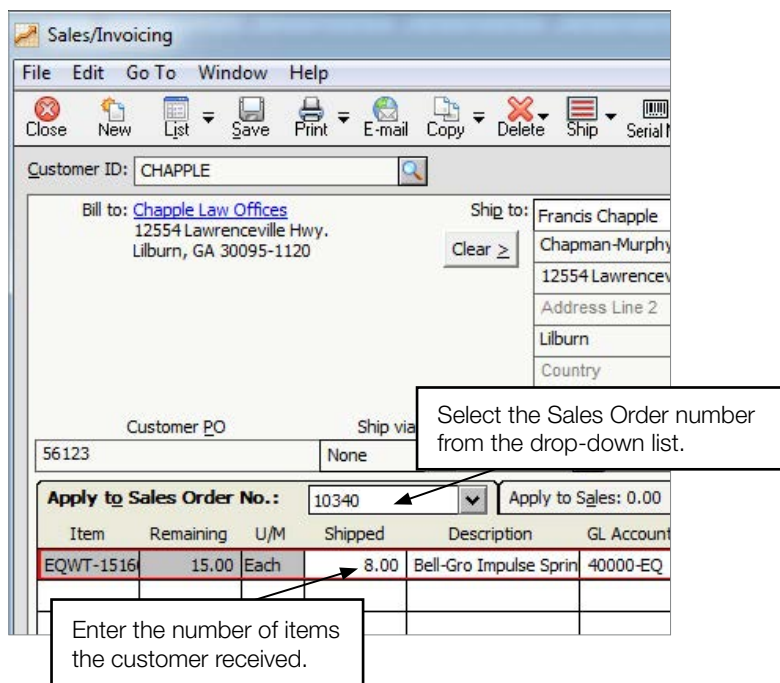 Sales/Invoicing
File Edit Go To Window Help
Close New List Save Print E-mail Copy Delete Ship Serial
Customer ID: CHAPPLE
Bill to: Chapple Law Offices
12554 Lawrenceville Hwy.
Lilburn, GA 30095-1120
Ship to: Francis Chapple
Clear >
Chapman-Murphy
12554 Lawrencev
Address Line 2
Lilburn
Country
Select the Sales Order number
from the drop-down list.
Customer PO Ship via
56123 None
Apply to Sales Order No.: 10340 Apply to Sales: 0.00
Item Remaining U/M Shipped Description GL Account
EQWT-1516 15.00 Each 8.00 Bell-Gro Impulse Sprin 40000-EQ
Enter the number of items
the customer received.